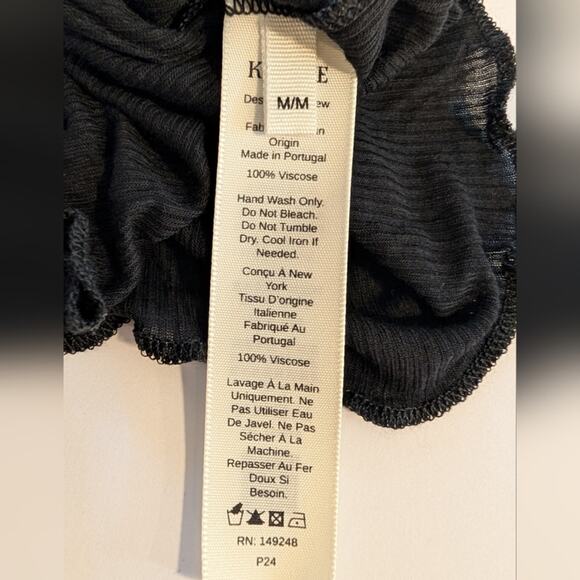 M/M
Origin
Made in Portugal
100% Viscose
Hand Wash Only.
Do Not Bleach.
Do Not Tumble
Dry. Cool Iron If
Needed.
Conçu À New
York
Tissu D'origine
Italienne
Fabriqué Au
Portugal
100% Viscose
Lavage À La Main
Uniquement. Ne
Pas Utiliser Eau
De Javel. Ne Pas
Sécher À La
Machine.
Repasser Au Fer
Doux Si
Besoin.
RN: 149248
P24